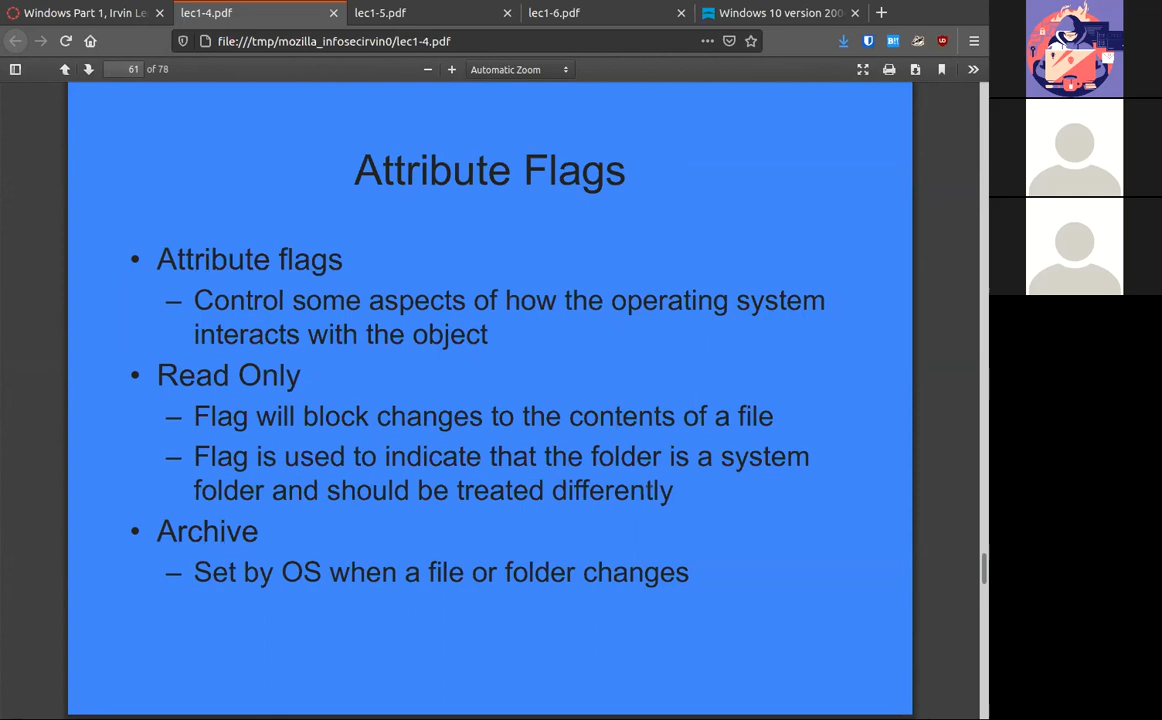 Windows Part 1, Irvin Le
lec1-4.pdf
lec1-5.pdf
lec1-6.pdf
Windows 10 version 200
file:///tmp/mozilla_infosecirvin0/lec1-4.pdf
61 of 78
Automatic Zoom
Attribute Flags
• Attribute flags
– Control some aspects of how the operating system
interacts with the object
• Read Only
– Flag will block changes to the contents of a file
– Flag is used to indicate that the folder is a system
folder and should be treated differently
• Archive
– Set by OS when a file or folder changes